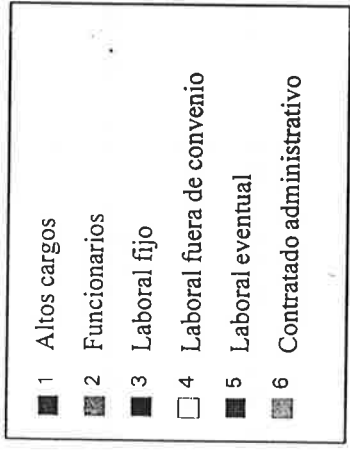 1 Altos cargos
2 Funcionarios
3 Laboral fijo
4 Laboral fuera de convenio
5 Laboral eventual
6 Contratado administrativo